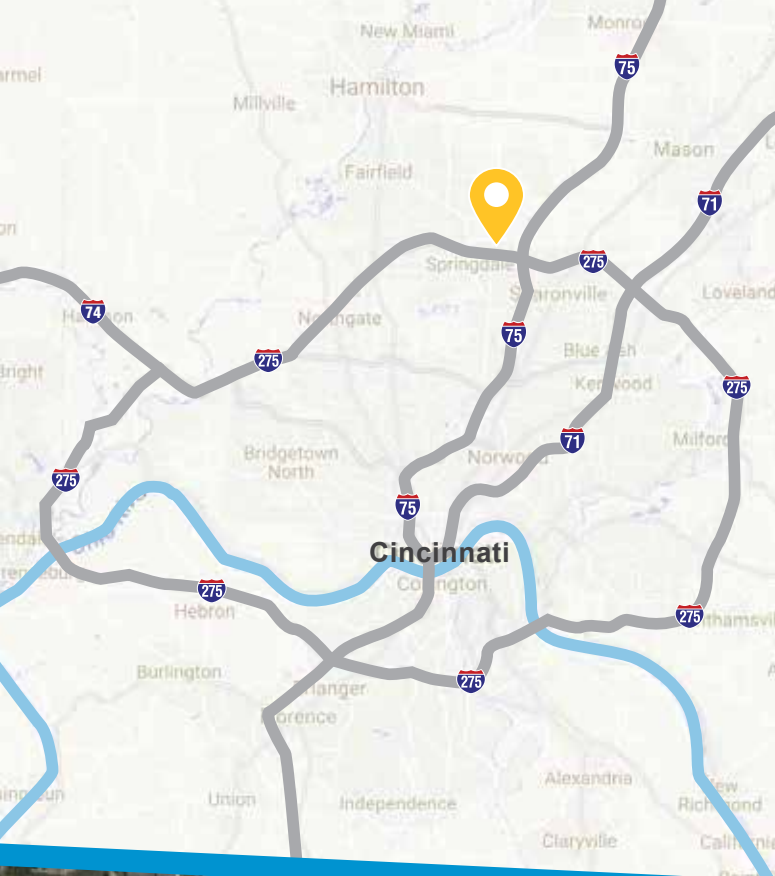 New Miami
Monroe
75
Hamilton
Millville
Mason
Fairfield
71
275
Springdale
Sharonville
Loveland
74
Northgate
75
275
Blue Ash
Kenwood
275
71
Milford
Bridgetown
North
Norwood
275
75
Cincinnati
Covington
275
Hebron
275
Burlington
275
Erlanger
Florence
Alexandria
New
Richmond
Union
Independence
Claryville